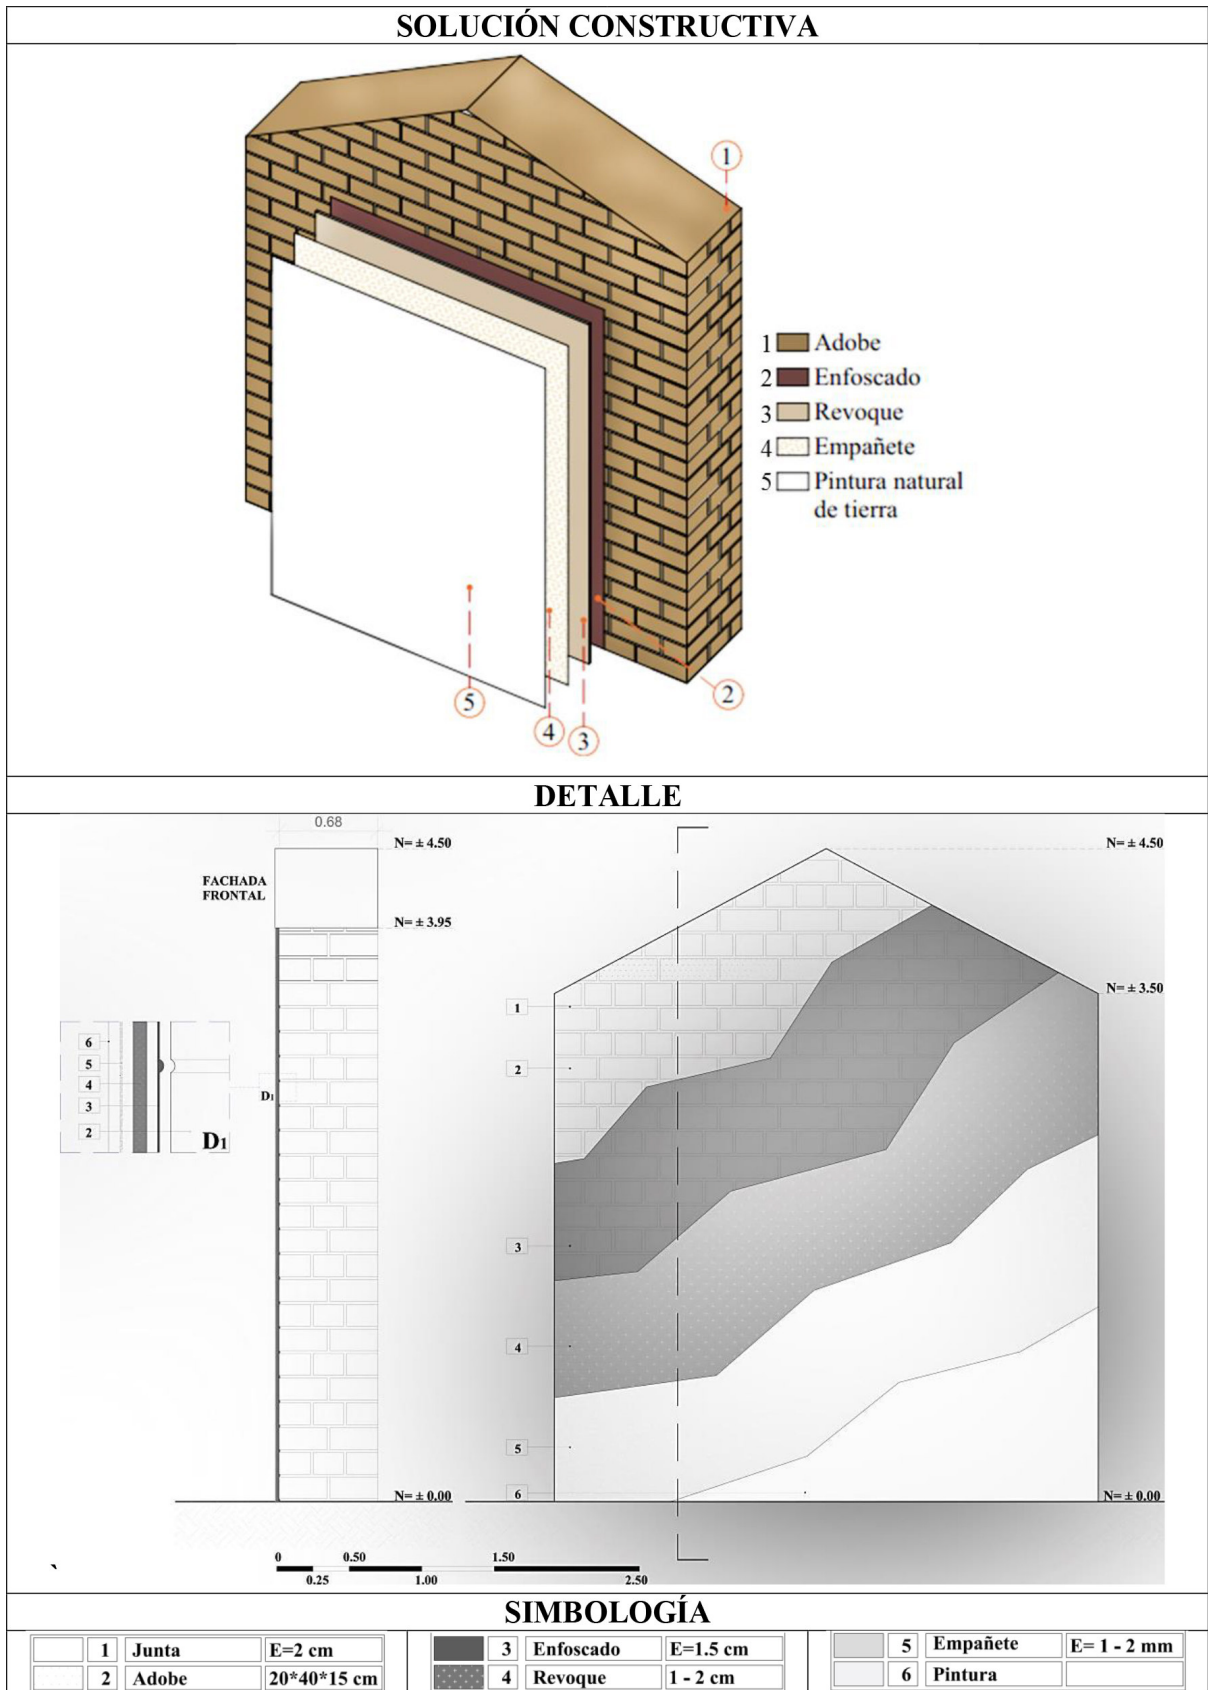 SOLUCIÓN CONSTRUCTIVA
1
1 Adobe
2 Enfoscado
3 Revoque
4 Empañete
5 Pintura natural
de tierra
5
4
3
2
DETALLE
0.68
N= ± 4.50
FACHADA
FRONTAL
N= ± 3.95
6
5
4
3
2
D1
D1
N= ± 0.00
N= ± 4.50
N= ± 3.50
1
2
3
4
5
6
N= ± 0.00
0 0.50 1.50
0.25 1.00 2.50
SIMBOLOGÍA
1 Junta E=2 cm
2 Adobe 20*40*15 cm
3 Enfoscado E=1.5 cm
4 Revoque 1 - 2 cm
5 Empañete E= 1 - 2 mm
6 Pintura